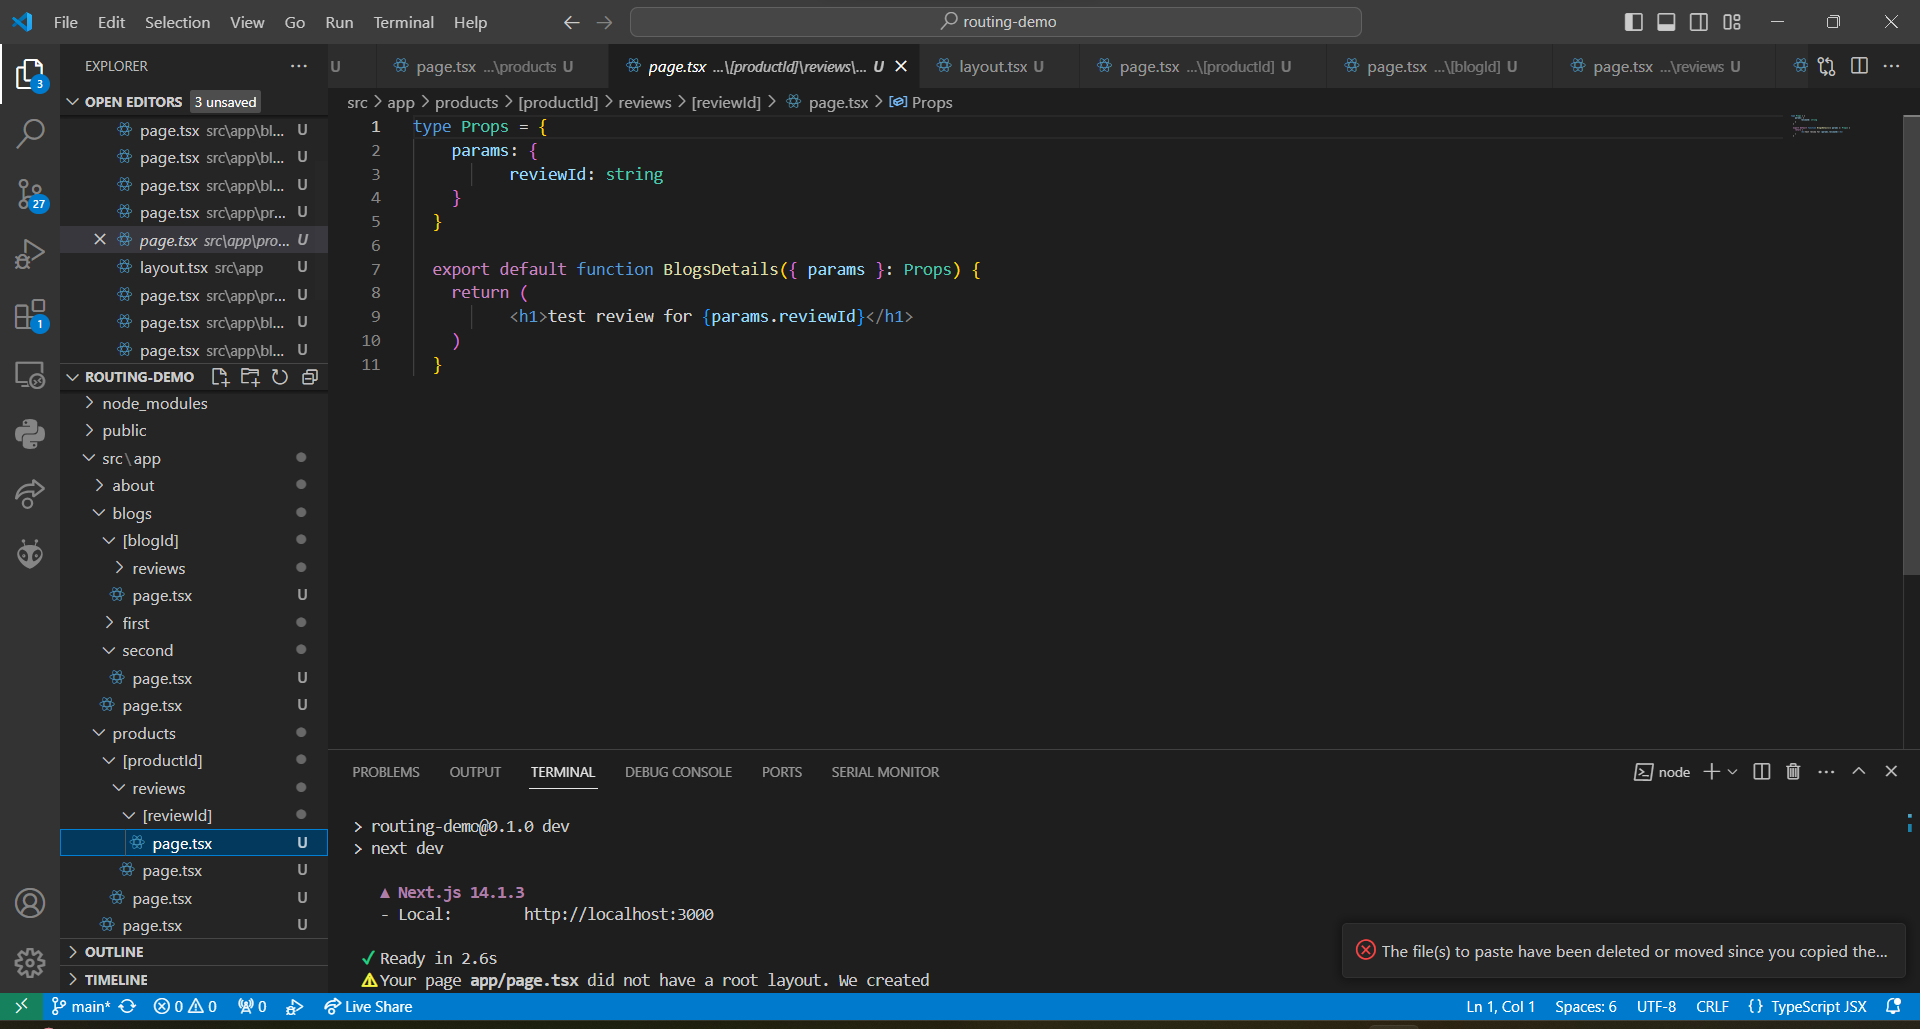 File Edit Selection View Go Run Terminal Help
routing-demo
EXPLORER
U
page.tsx ...\products U
page.tsx ...\[productId]\reviews\... U
layout.tsx U
page.tsx ...\[productId] U
page.tsx ...\[blogId] U
page.tsx ...\reviews U
3
OPEN EDITORS 3 unsaved
src > app > products > [productId] > reviews > [reviewId] > page.tsx > Props
page.tsx src\app\bl... U
page.tsx src\app\bl... U
page.tsx src\app\bl... U
page.tsx src\app\pr... U
page.tsx src\app\pro... U
layout.tsx src\app U
page.tsx src\app\pr... U
page.tsx src\app\bl... U
page.tsx src\app\bl... U
27
1
1 type Props = {
2 params: {
3 reviewId: string
4 }
5 }
6
7 export default function BlogsDetails({ params }: Props) {
8 return (
9 <h1>test review for {params.reviewId}</h1>
10 )
11 }
ROUTING-DEMO
node_modules
public
src\app
about
blogs
[blogId]
reviews
page.tsx U
first
second
page.tsx U
page.tsx U
products
[productId]
reviews
[reviewId]
page.tsx U
page.tsx U
page.tsx U
page.tsx U
OUTLINE
TIMELINE
PROBLEMS OUTPUT TERMINAL DEBUG CONSOLE PORTS SERIAL MONITOR
node
> routing-demo@0.1.0 dev
> next dev
▲ Next.js 14.1.3
- Local: http://localhost:3000
✓ Ready in 2.6s
⚠ Your page app/page.tsx did not have a root layout. We created
The file(s) to paste have been deleted or moved since you copied the...
main* 0 0 0 Live Share
Ln 1, Col 1 Spaces: 6 UTF-8 CRLF {} TypeScript JSX